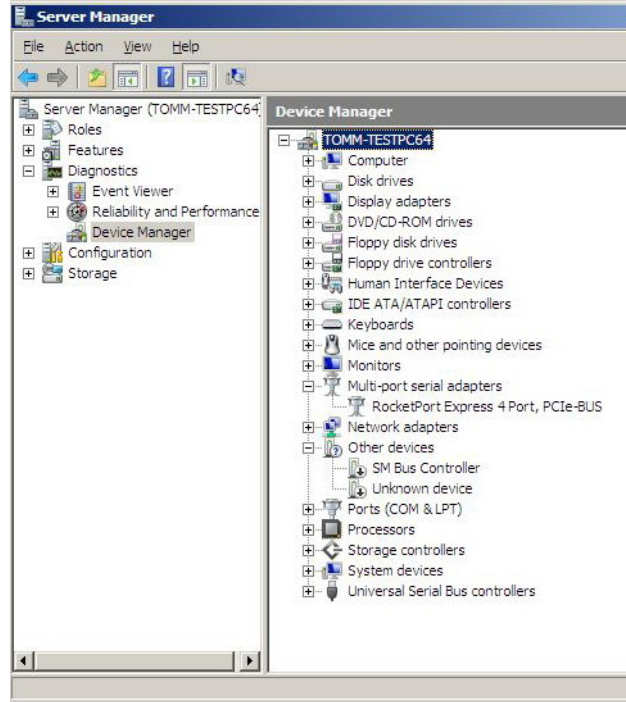 Server Manager
File Action View Help
Server Manager (TOMM-TESTPC64)
Roles
Features
Diagnostics
Event Viewer
Reliability and Performance
Device Manager
Configuration
Storage
Device Manager
TOMM-TESTPC64
Computer
Disk drives
Display adapters
DVD/CD-ROM drives
Floppy disk drives
Floppy drive controllers
Human Interface Devices
IDE ATA/ATAPI controllers
Keyboards
Mice and other pointing devices
Monitors
Multi-port serial adapters
RocketPort Express 4 Port, PCIe-BUS
Network adapters
Other devices
SM Bus Controller
Unknown device
Ports (COM & LPT)
Processors
Storage controllers
System devices
Universal Serial Bus controllers